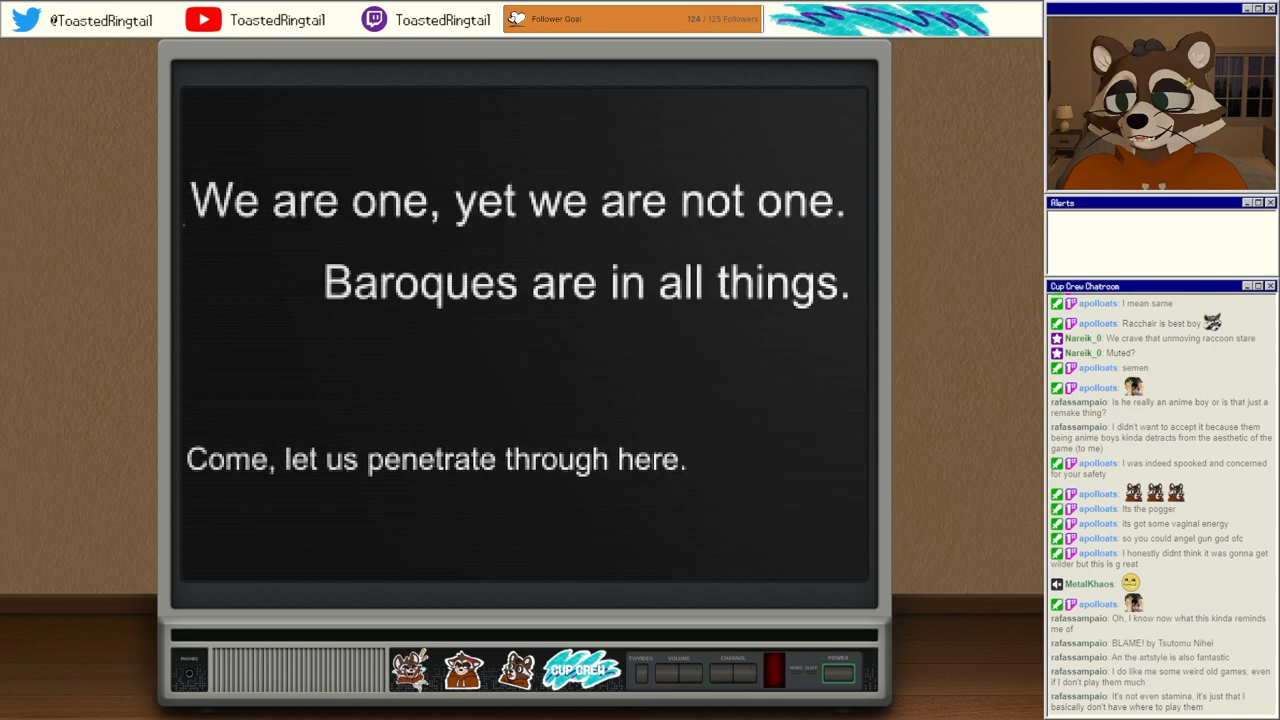 @ToastedRingtail
ToastedRingtail
ToastedRingtail
Follower Goal
124 / 125 Followers
We are one, yet we are not one.
Baroques are in all things.
Come, let us penetrate through here.
PHONES
CUP CREW
TV/VIDEO
VOLUME
CHANNEL
VIDEO SLEEP
POWER
Alerts
Cup Crew Chatroom
apolloats: I mean same
apolloats: Racchair is best boy
Nareik_0: We crave that unmoving raccoon stare
Nareik_0: Muted?
apolloats: semen
apolloats:
rafassampaio: Is he really an anime boy or is that just a
remake thing?
rafassampaio: I didn't want to accept it because them
being anime boys kinda detracts from the aesthetic of the
game (to me)
apolloats: I was indeed spooked and concerned
for your safety
apolloats:
apolloats: Its the pogger
apolloats: its got some vaginal energy
apolloats: so you could angel gun god ofc
apolloats: I honestly didnt think it was gonna get
wilder but this is g reat
MetalKhaos:
apolloats:
rafassampaio: Oh, I know now what this kinda reminds
me of
rafassampaio: BLAME! by Tsutomu Nihei
rafassampaio: An the artstyle is also fantastic
rafassampaio: I do like me some weird old games, even
if I don't play them much
rafassampaio: It's not even stamina, it's just that I
basically don't have where to play them